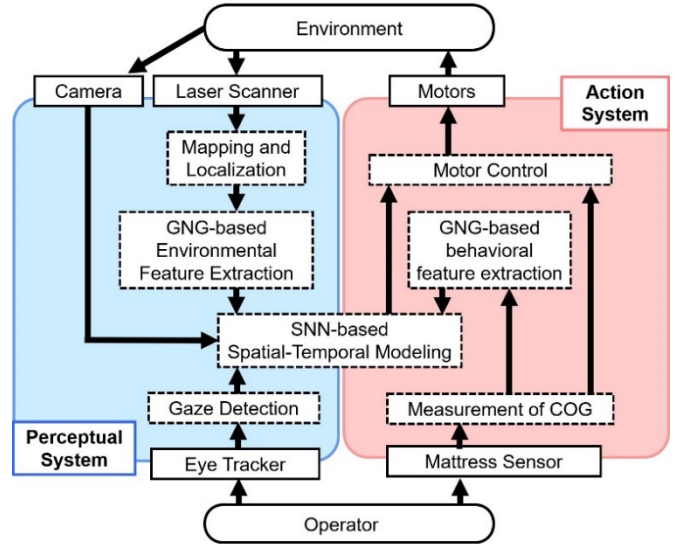 Environment
Camera
Laser Scanner
Motors
Action
System
Mapping and
Localization
Motor Control
GNG-based
Environmental
Feature Extraction
GNG-based
behavioral
feature extraction
SNN-based
Spatial-Temporal Modeling
Gaze Detection
Measurement of COG
Perceptual
System
Eye Tracker
Mattress Sensor
Operator